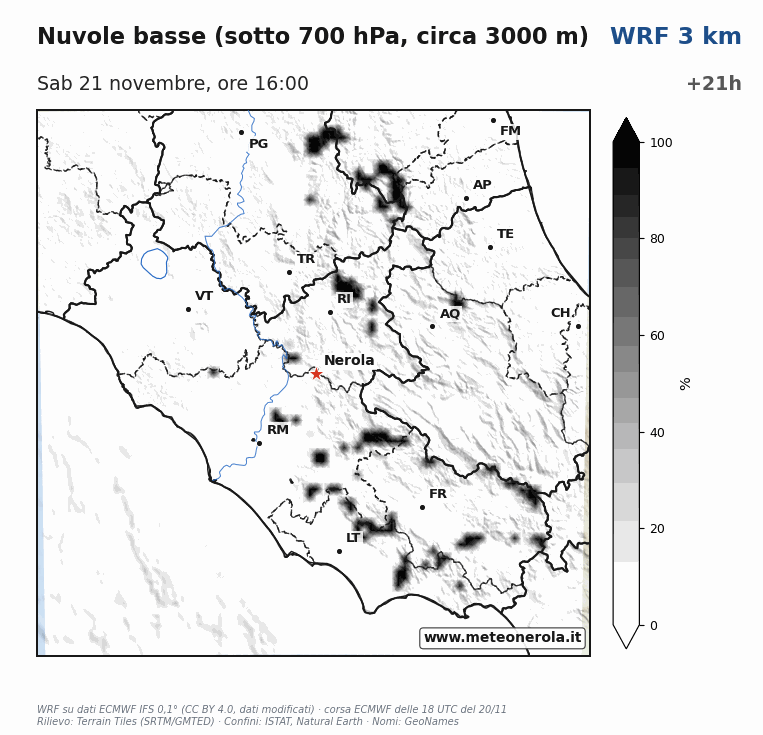 Nuvole basse (sotto 700 hPa, circa 3000 m) WRF 3 km
Sab 21 novembre, ore 16:00 +21h
FM
PG
AP
TE
TR
VT
RI
AQ
CH
Nerola
RM
FR
LT
www.meteonerola.it
100
80
60
40
20
0
%
WRF su dati ECMWF IFS 0,1° (CC BY 4.0, dati modificati) · corsa ECMWF delle 18 UTC del 20/11
Rilievo: Terrain Tiles (SRTM/GMTED) · Confini: ISTAT, Natural Earth · Nomi: GeoNames